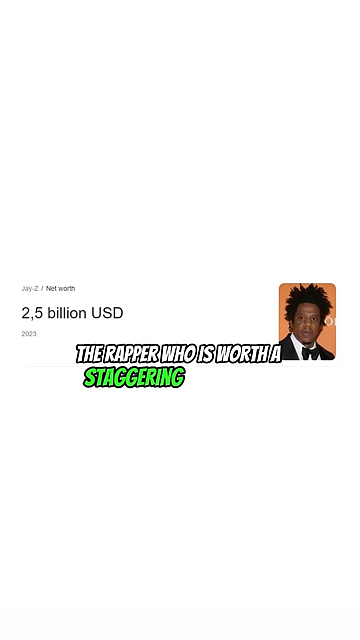 Jay-Z / Net worth
2,5 billion USD
2023
THE RAPPER WHO IS WORTH A
STAGGERING